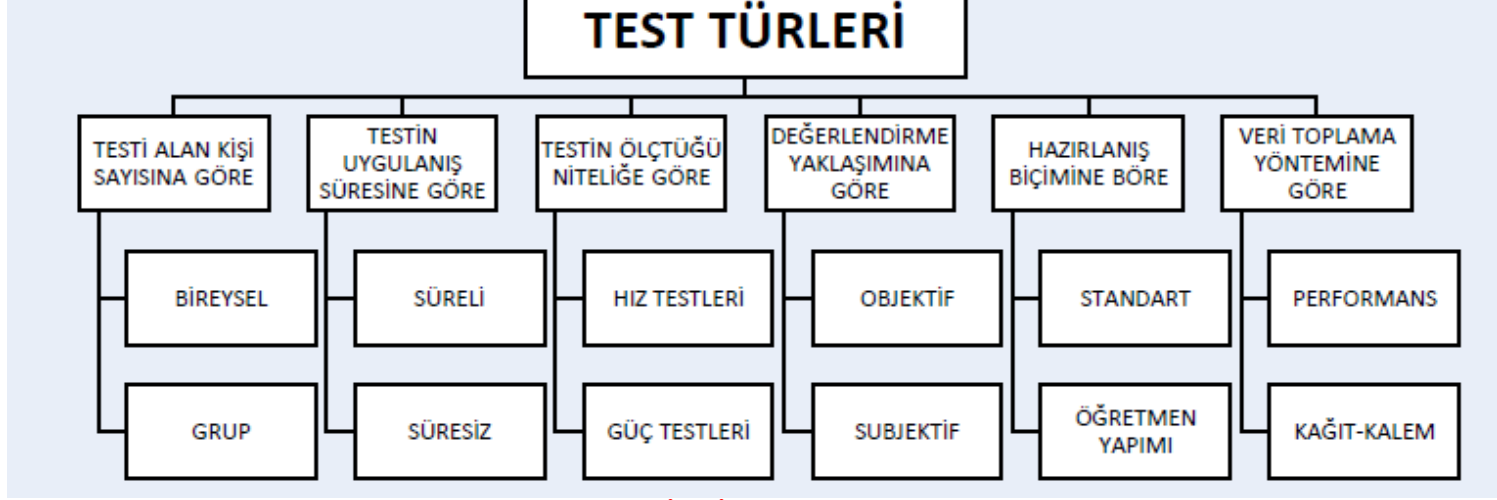 TEST TÜRLERİ
TESTİ ALAN KİŞİ
SAYISINA GÖRE
BİREYSEL
GRUP
TESTİN
UYGULANIŞ
SÜRESİNE GÖRE
SÜRELİ
SÜRESİZ
TESTİN ÖLÇTÜĞÜ
NİTELİĞE GÖRE
HIZ TESTLERİ
GÜÇ TESTLERİ
DEĞERLENDİRME
YAKLAŞIMINA
GÖRE
OBJEKTİF
SUBJEKTİF
HAZIRLANIŞ
BİÇİMİNE BÖRE
STANDART
ÖĞRETMEN
YAPIMI
VERİ TOPLAMA
YÖNTEMİNE
GÖRE
PERFORMANS
KAĞIT-KALEM